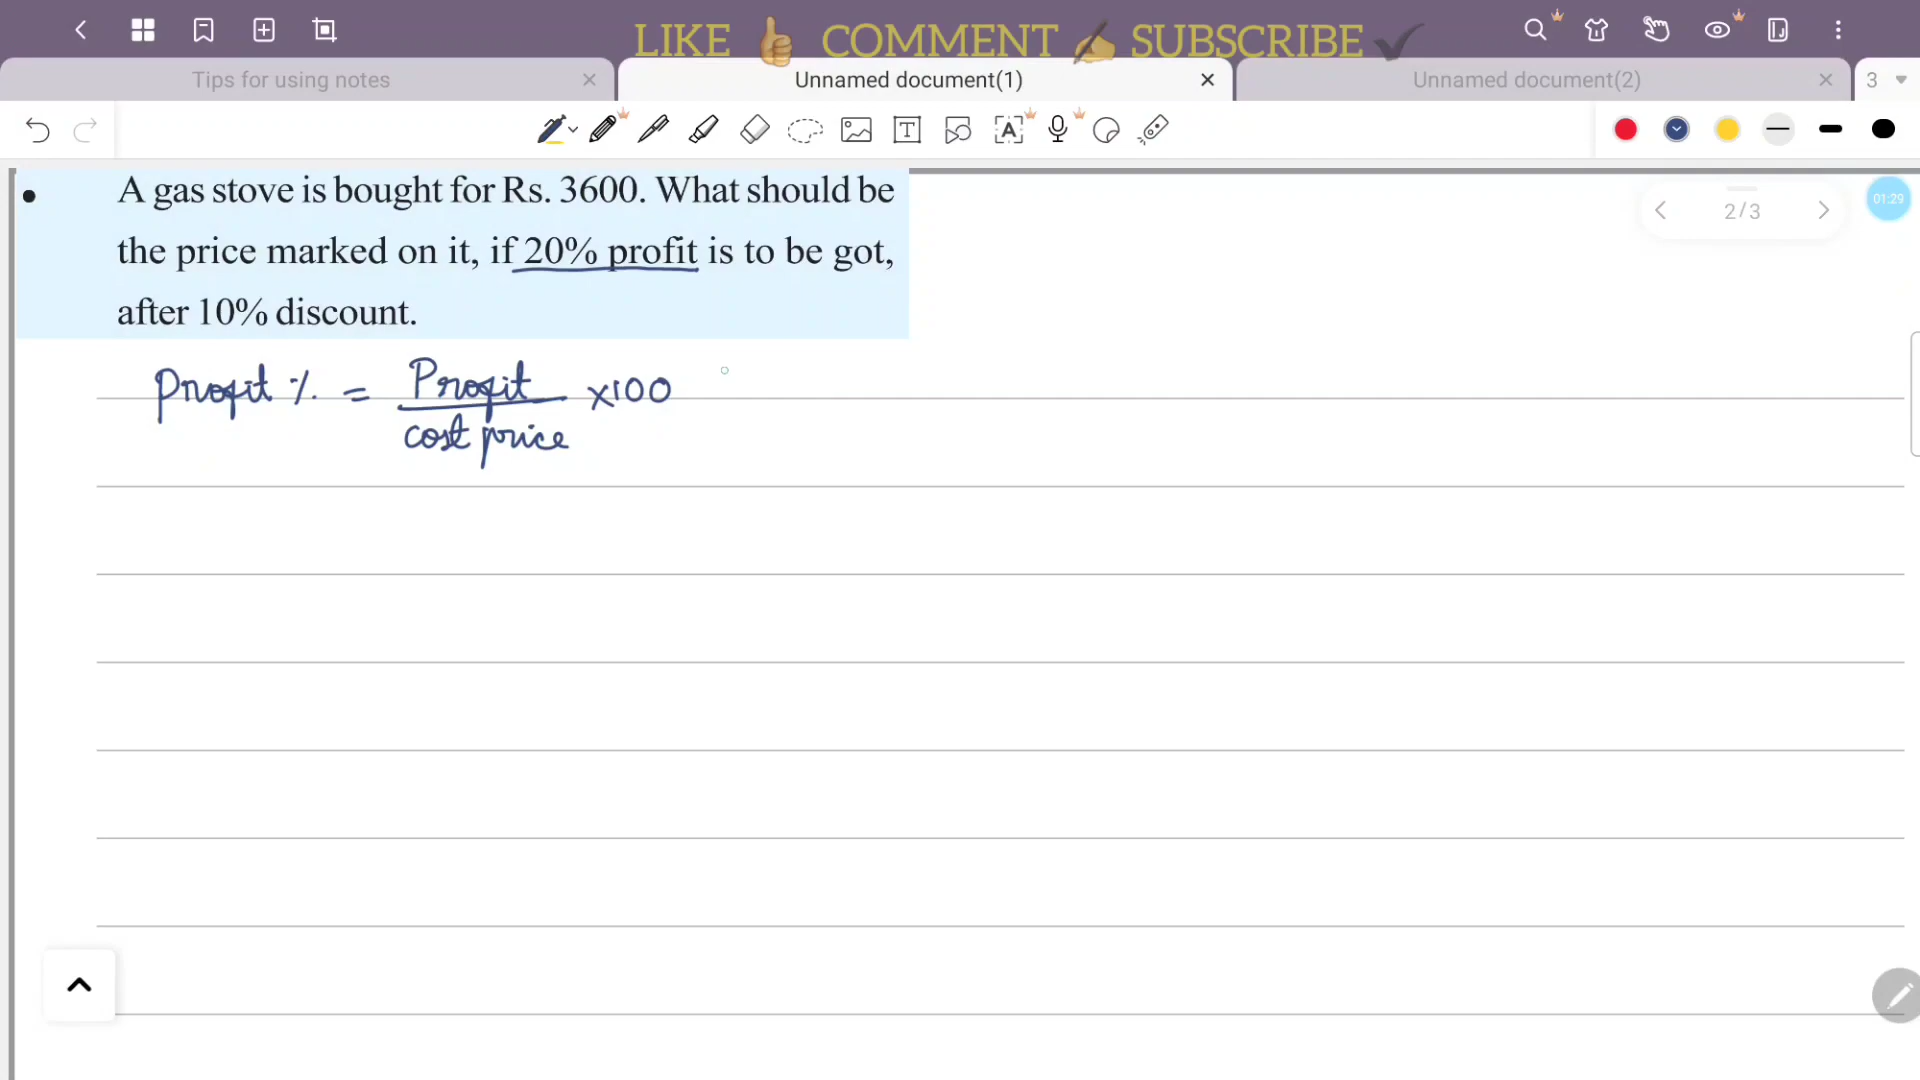 LIKE 👍 COMMENT ✍ SUBSCRIBE ✔
Tips for using notes
Unnamed document(1)
Unnamed document(2)
3
• A gas stove is bought for Rs. 3600. What should be
the price marked on it, if 20% profit is to be got,
after 10% discount.
2/3
01:29
Profit % = Profit / cost price ×100